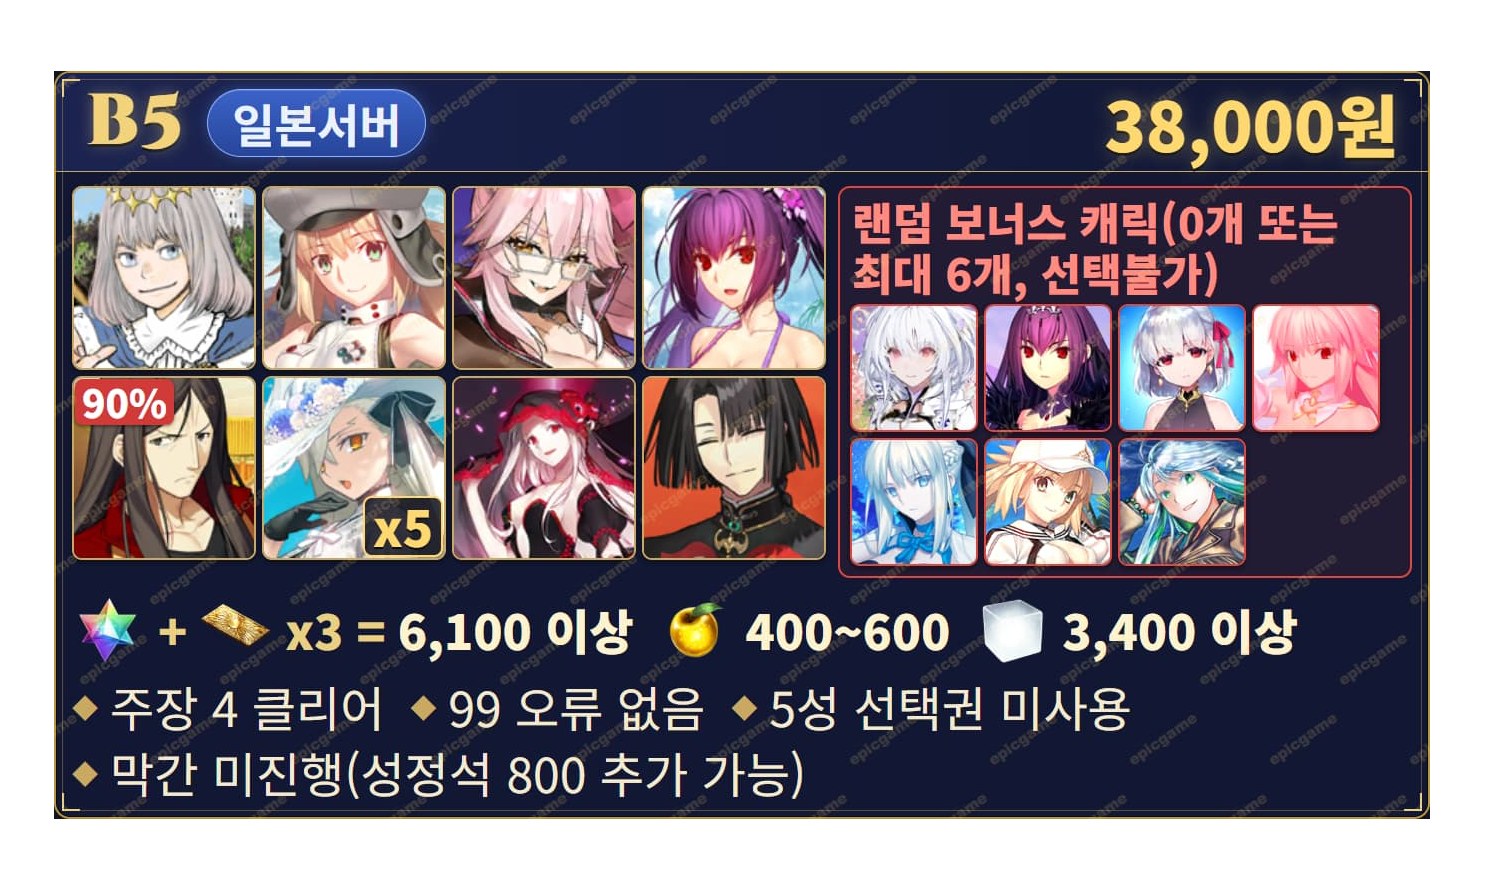 B5 일본서버 38,000원
랜덤 보너스 캐릭(0개 또는
최대 6개, 선택불가)
90%
x5
+ x3 = 6,100 이상 400~600 3,400 이상
◆ 주장 4 클리어 ◆ 99 오류 없음 ◆ 5성 선택권 미사용
◆ 막간 미진행(성정석 800 추가 가능)
epicgame